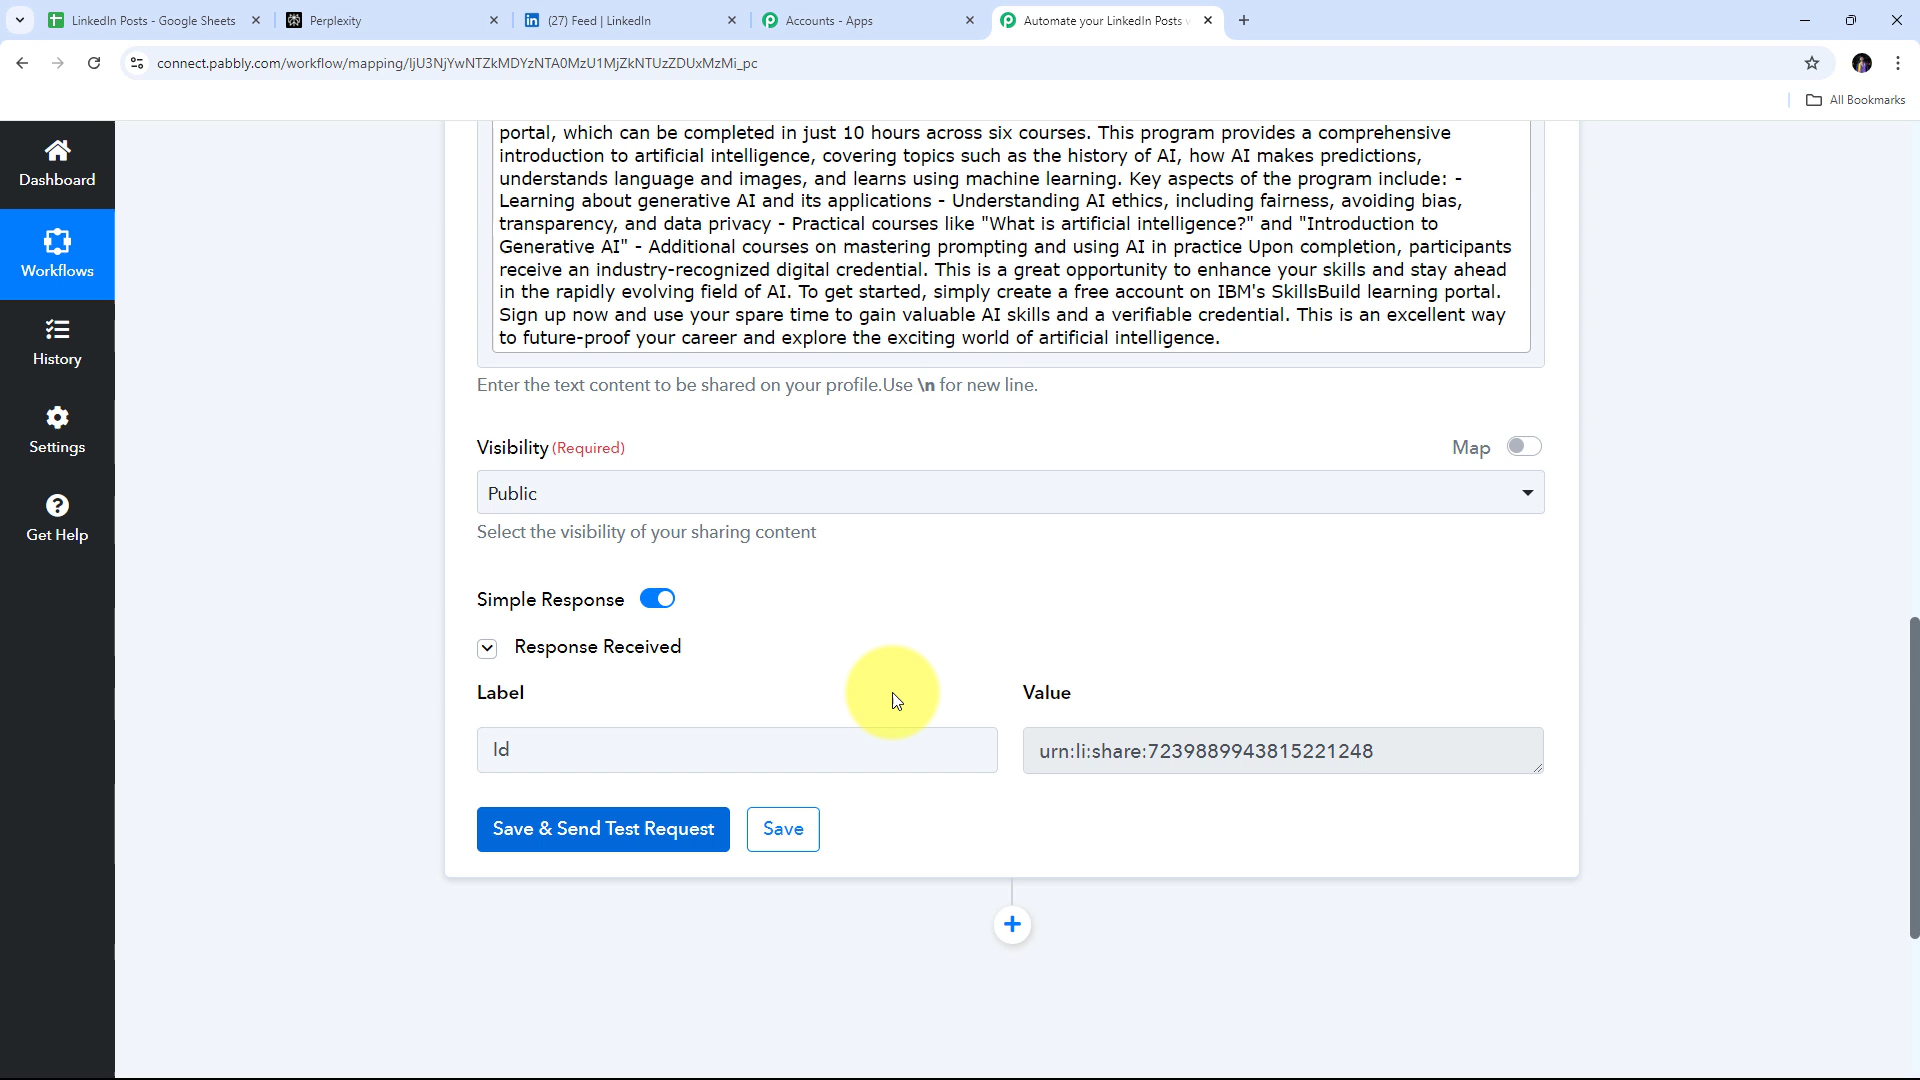 LinkedIn Posts - Google Sheets
Perplexity
(27) Feed | LinkedIn
Accounts - Apps
Automate your LinkedIn Posts
connect.pabbly.com/workflow/mapping/IjU3NjYwNTZkMDYzNTA0MzU1MjZkNTUzZDUxMzMi_pc
All Bookmarks
Dashboard
Workflows
History
Settings
Get Help
portal, which can be completed in just 10 hours across six courses. This program provides a comprehensive
introduction to artificial intelligence, covering topics such as the history of AI, how AI makes predictions,
understands language and images, and learns using machine learning. Key aspects of the program include: -
Learning about generative AI and its applications - Understanding AI ethics, including fairness, avoiding bias,
transparency, and data privacy - Practical courses like "What is artificial intelligence?" and "Introduction to
Generative AI" - Additional courses on mastering prompting and using AI in practice Upon completion, participants
receive an industry-recognized digital credential. This is a great opportunity to enhance your skills and stay ahead
in the rapidly evolving field of AI. To get started, simply create a free account on IBM's SkillsBuild learning portal.
Sign up now and use your spare time to gain valuable AI skills and a verifiable credential. This is an excellent way
to future-proof your career and explore the exciting world of artificial intelligence.
Enter the text content to be shared on your profile.Use \n for new line.
Visibility (Required)
Map
Public
Select the visibility of your sharing content
Simple Response
Response Received
Label
Value
Id
urn:li:share:7239889943815221248
Save & Send Test Request
Save